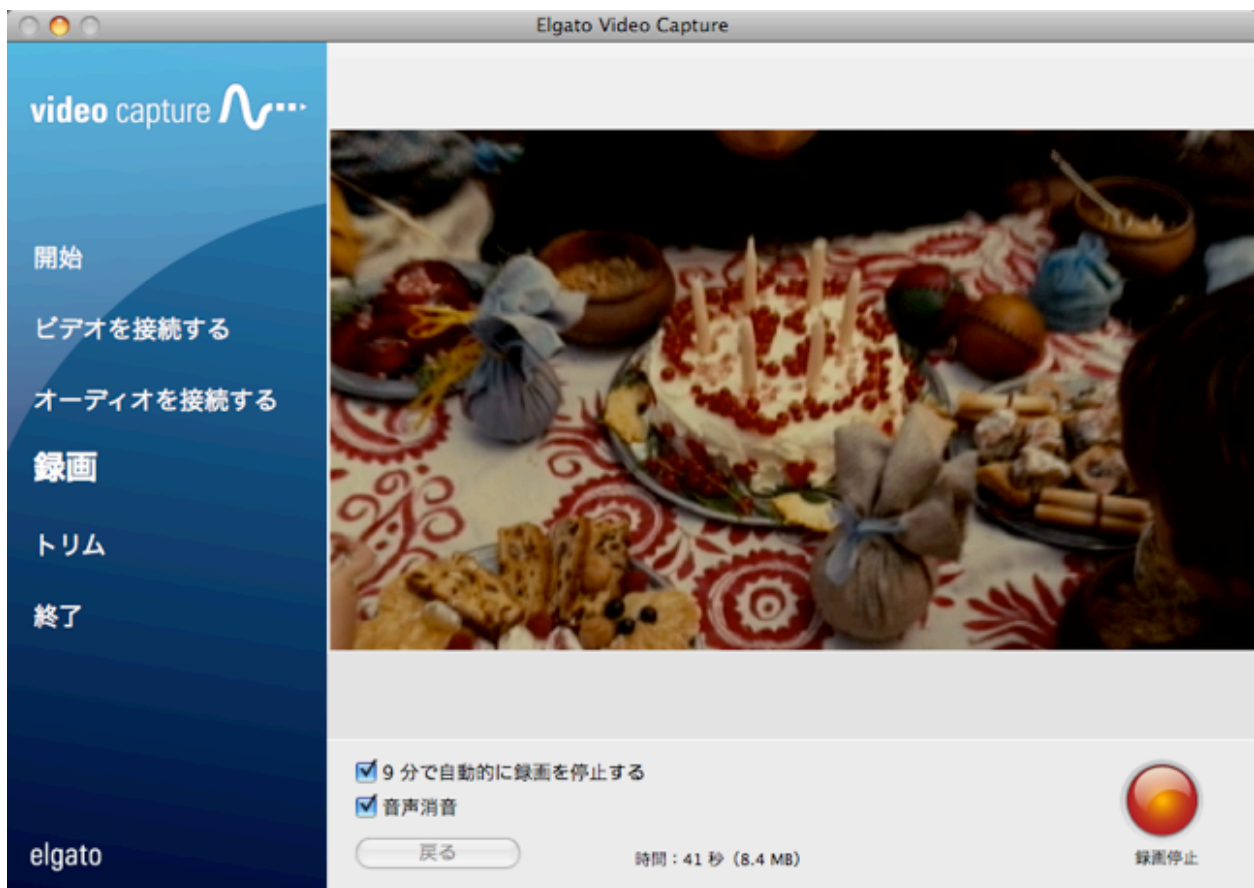 Elgato Video Capture
video capture
開始
ビデオを接続する
オーディオを接続する
録画
トリム
終了
elgato
9 分で自動的に録画を停止する
音声消音
戻る
時間：41 秒（8.4 MB）
録画停止